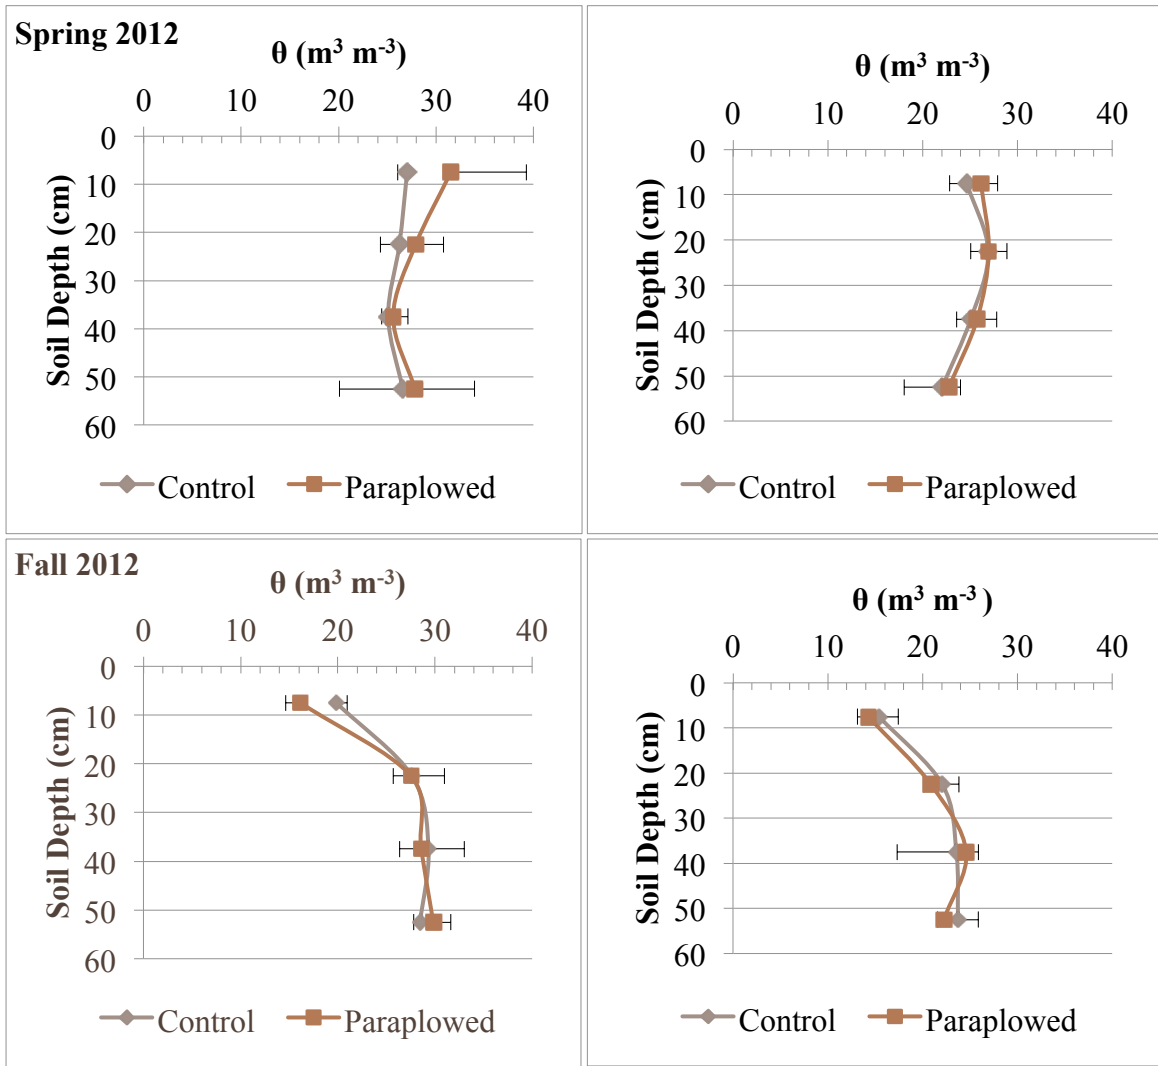 Spring 2012
θ (m³ m⁻³)
0 10 20 30 40
0
10
20
30
40
50
60
Soil Depth (cm)
Control Paraplowed
θ (m³ m⁻³)
0 10 20 30 40
0
10
20
30
40
50
60
Soil Depth (cm)
Control Paraplowed
Fall 2012
θ (m³ m⁻³)
0 10 20 30 40
0
10
20
30
40
50
60
Soil Depth (cm)
Control Paraplowed
θ (m³ m⁻³ )
0 10 20 30 40
0
10
20
30
40
50
60
Soil Depth (cm)
Control Paraplowed